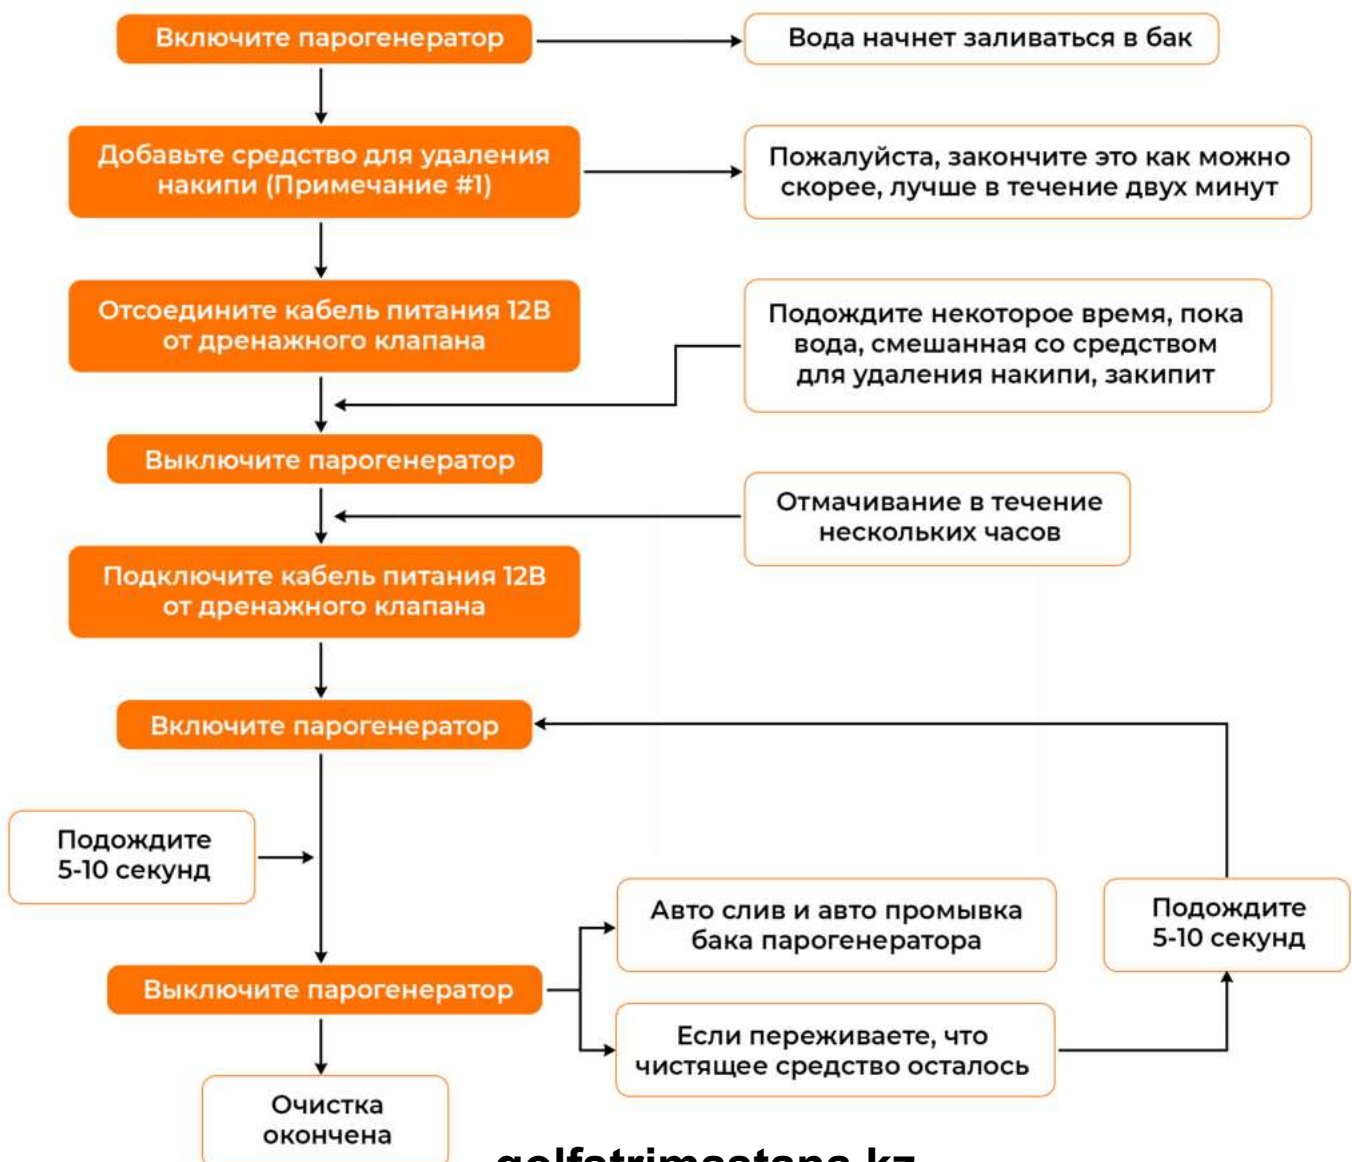 Включите парогенератор
Вода начнет заливаться в бак
Добавьте средство для удаления
накипи (Примечание #1)
Пожалуйста, закончите это как можно
скорее, лучше в течение двух минут
Отсоедините кабель питания 12В
от дренажного клапана
Подождите некоторое время, пока
вода, смешанная со средством
для удаления накипи, закипит
Выключите парогенератор
Отмачивание в течение
нескольких часов
Подключите кабель питания 12В
от дренажного клапана
Включите парогенератор
Подождите
5-10 секунд
Авто слив и авто промывка
бака парогенератора
Подождите
5-10 секунд
Выключите парогенератор
Если переживаете, что
чистящее средство осталось
Очистка
окончена
golfstrimastana.kz